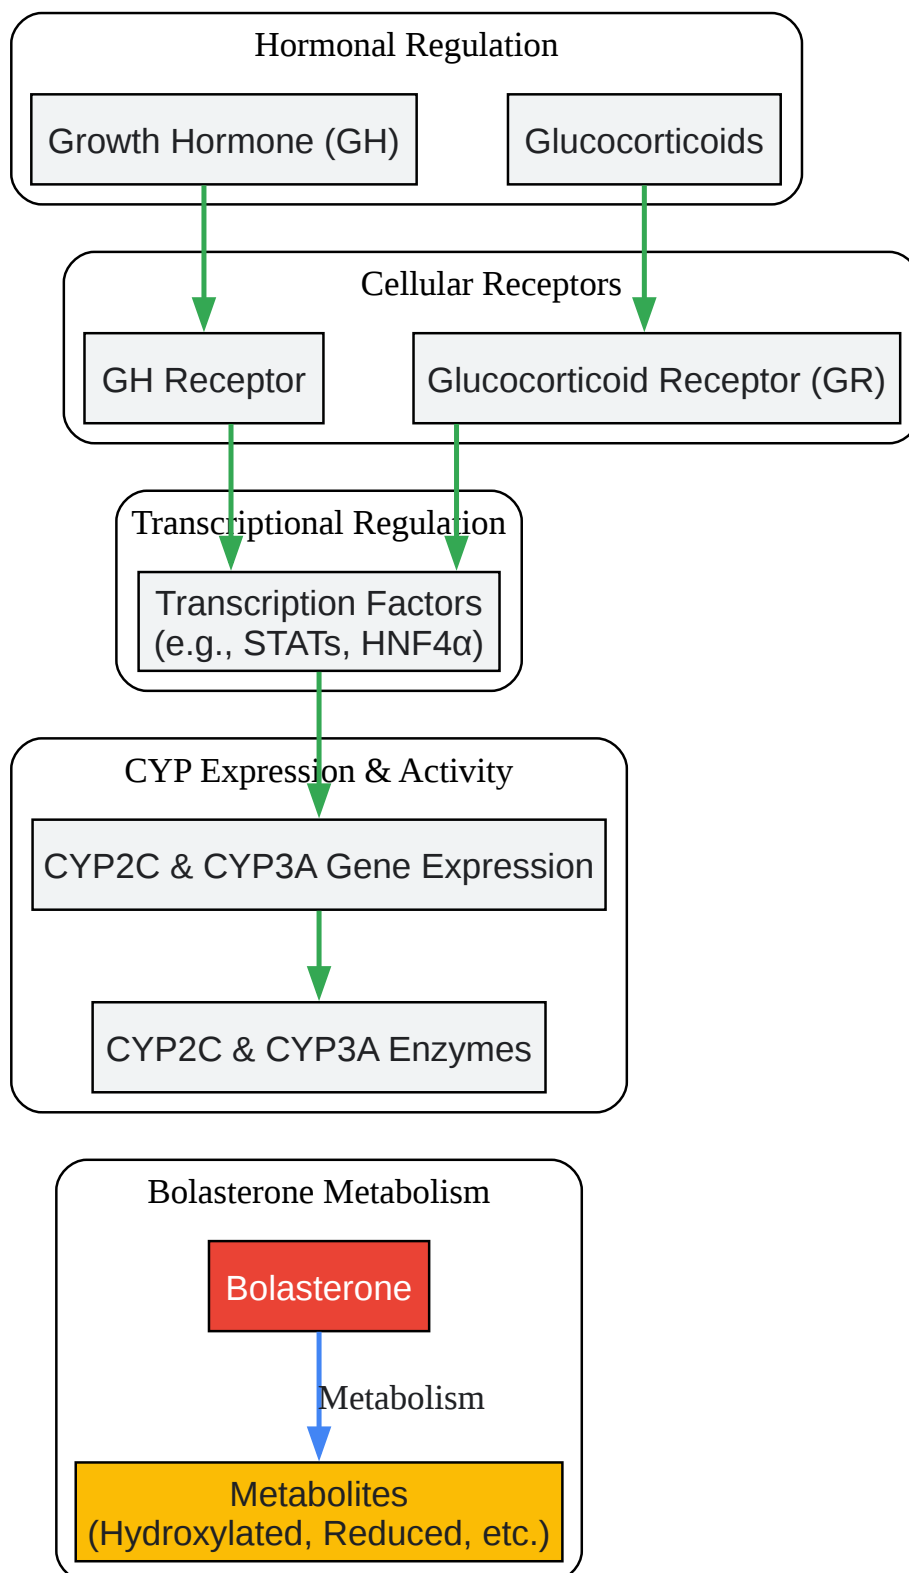 Hormonal Regulation
Growth Hormone (GH)
Glucocorticoids
Cellular Receptors
GH Receptor
Glucocorticoid Receptor (GR)
Transcriptional Regulation
Transcription Factors
(e.g., STATs, HNF4α)
CYP Expression & Activity
CYP2C & CYP3A Gene Expression
CYP2C & CYP3A Enzymes
Bolasterone Metabolism
Bolasterone
Metabolism
Metabolites
(Hydroxylated, Reduced, etc.)